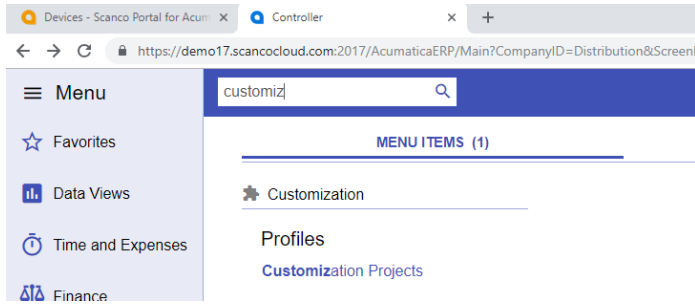 Devices - Scanco Portal for Acum
Controller
https://demo17.scancocloud.com:2017/AcumaticaERP/Main?CompanyID=Distribution&Screen
Menu
customiz
Favorites
MENU ITEMS (1)
Data Views
Customization
Time and Expenses
Profiles
Customization Projects
Finance